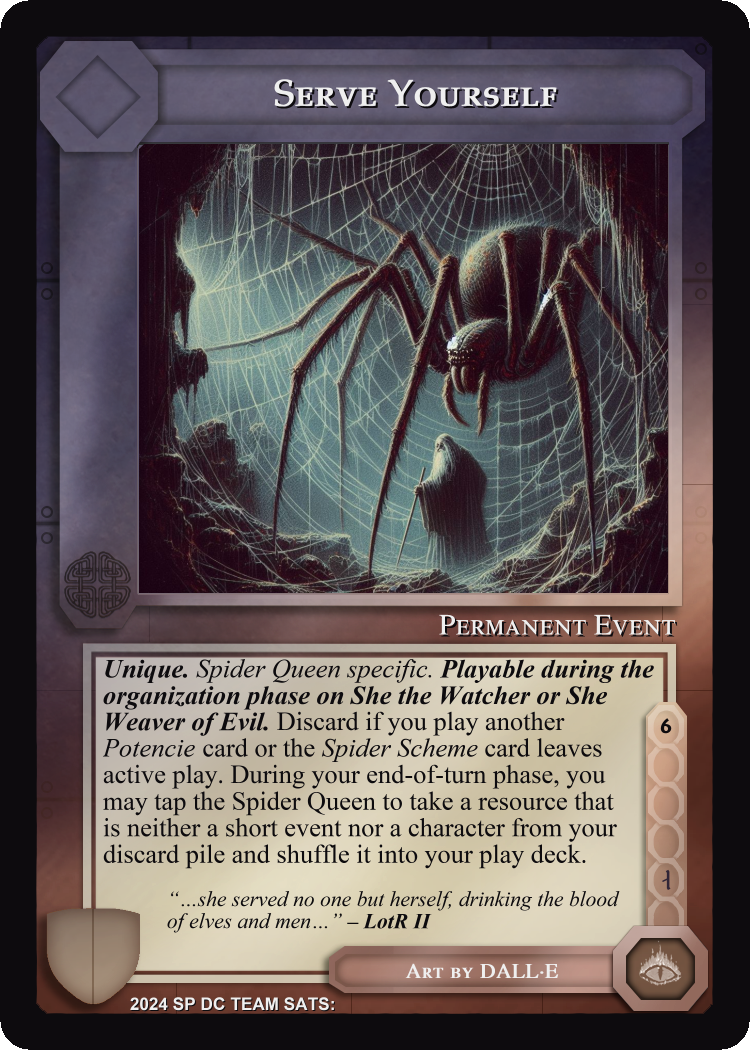 Serve Yourself
Permanent Event
Unique. Spider Queen specific. Playable during the
organization phase on She the Watcher or She
Weaver of Evil. Discard if you play another
Potencie card or the Spider Scheme card leaves
active play. During your end-of-turn phase, you
may tap the Spider Queen to take a resource that
is neither a short event nor a character from your
discard pile and shuffle it into your play deck.
6
“...she served no one but herself, drinking the blood
of elves and men...” – LotR II
Art by DALL·E
2024 SP DC TEAM SATS: